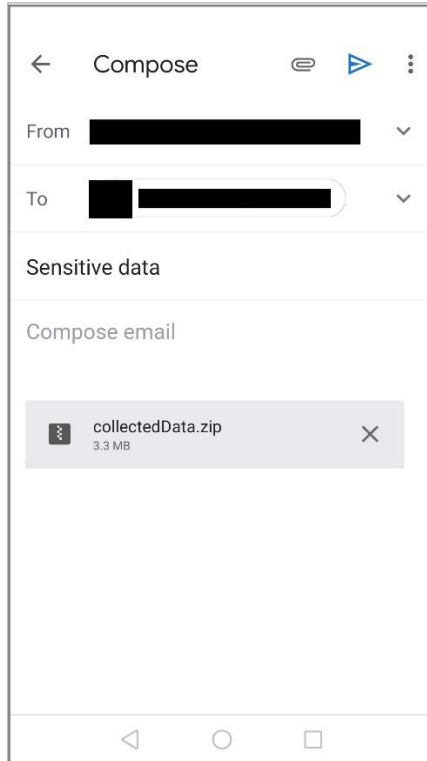 Compose
From
To
Sensitive data
Compose email
collectedData.zip
3.3 MB